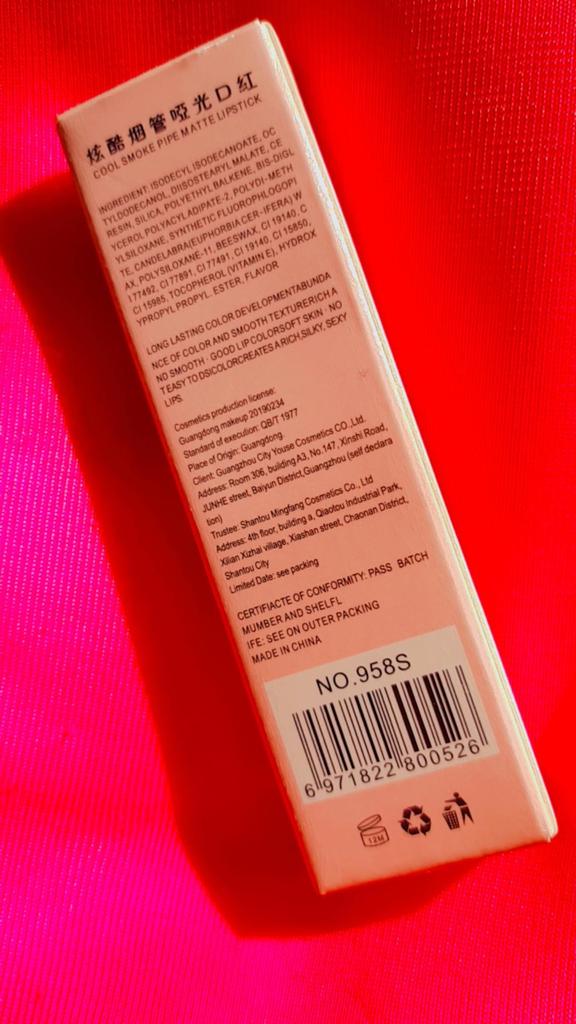 炫酷烟管哑光口红
COOL SMOKE PIPE MATTE LIPSTICK
INGREDIENT: ISODECYL ISODECANOATE, OC
TYLDODECANOL, DIISOSTEARYL MALATE, CE
RESIN, SILICA, POLYETHYL BALKENE, BIS-DIGL
YCEROL POLYACYLADIPATE-2, POLYDI-METH
YLSILOXANE, SYNTHETIC FLUOROPHLOGOPI
TE, CANDELABRA(EUPHORBIA CER-IFERA) W
AX, POLYSILOXANE-11, BEESWAX, CI 19140, C
I 77492, CI 77891, CI 77491, CI 19140, CI 15850,
CI 15985, TOCOPHEROL (VITAMIN E), HYDROX
YPROPYL PROPYL. ESTER, FLAVOR
LONG LASTING COLOR DEVELOPMENTABUNDA
NCE OF COLOR AND SMOOTH TEXTURERICH A
ND SMOOTH · GOOD LIP COLORSOFT SKIN · NO
T EASY TO DSICOLORCREATES A RICH,SILKY, SEXY
LIPS.
Cosmetics production license:
Guangdong makeup 20190234
Standard of execution: QB/T 1977
Place of Origin: Guangdong
Client: Guangzhou City Youse Cosmetics CO.,Ltd.
Address: Room 306, building A3, No.147, Xinshi Road,
JUNHE street, Baiyun District,Guangzhou (self declara
tion)
Trustee: Shantou Mingfang Cosmetics Co., Ltd
Address: 4th floor, building a, Qiaotou Industrial Park,
Xilian Xizhai village, Xiashan street, Chaonan District,
Shantou City
Limited Date: see packing
CERTIFIACTE OF CONFORMITY: PASS BATCH
MUMBER AND SHELFL
IFE: SEE ON OUTER PACKING
MADE IN CHINA
NO.958S
6 971822 800526
12M